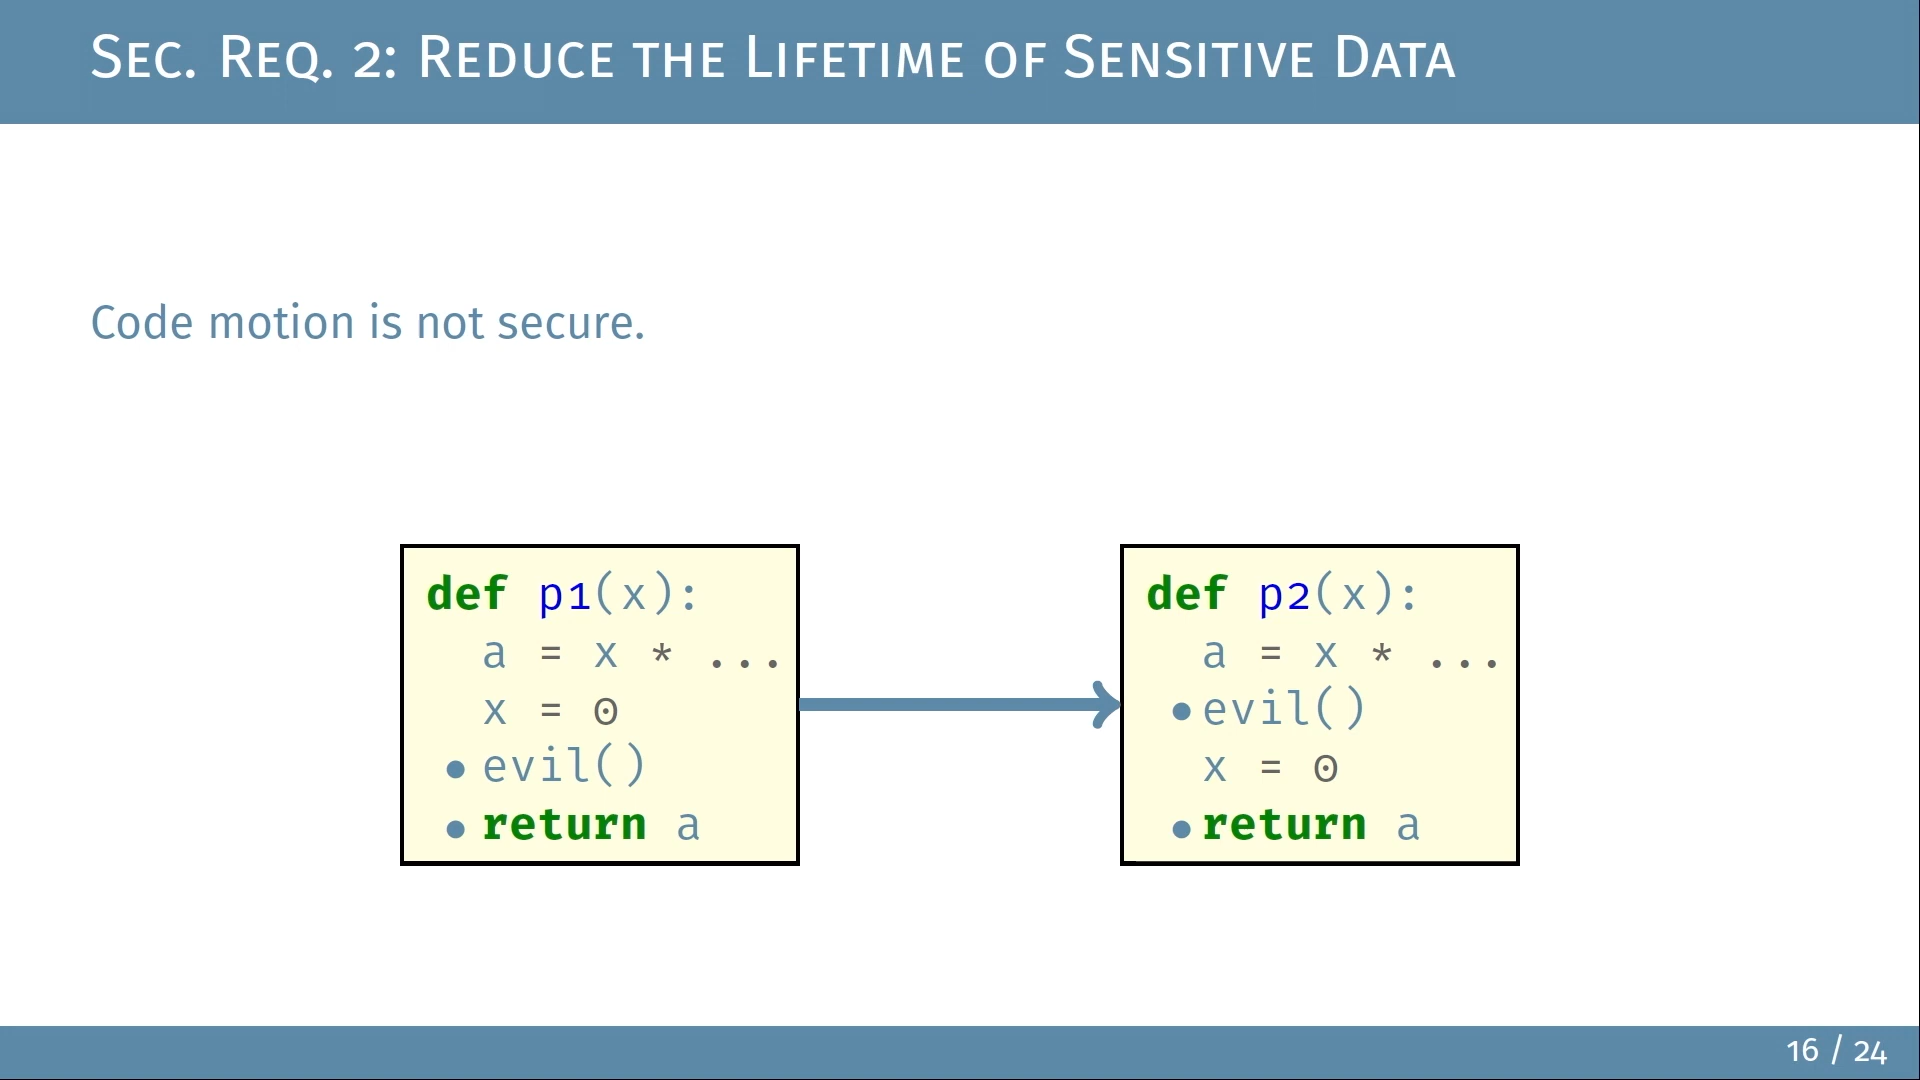 Sec. Req. 2: Reduce the Lifetime of Sensitive Data
Code motion is not secure.
def p1(x):
a = x * ...
x = 0
• evil()
• return a
def p2(x):
a = x * ...
• evil()
x = 0
• return a
16 / 24